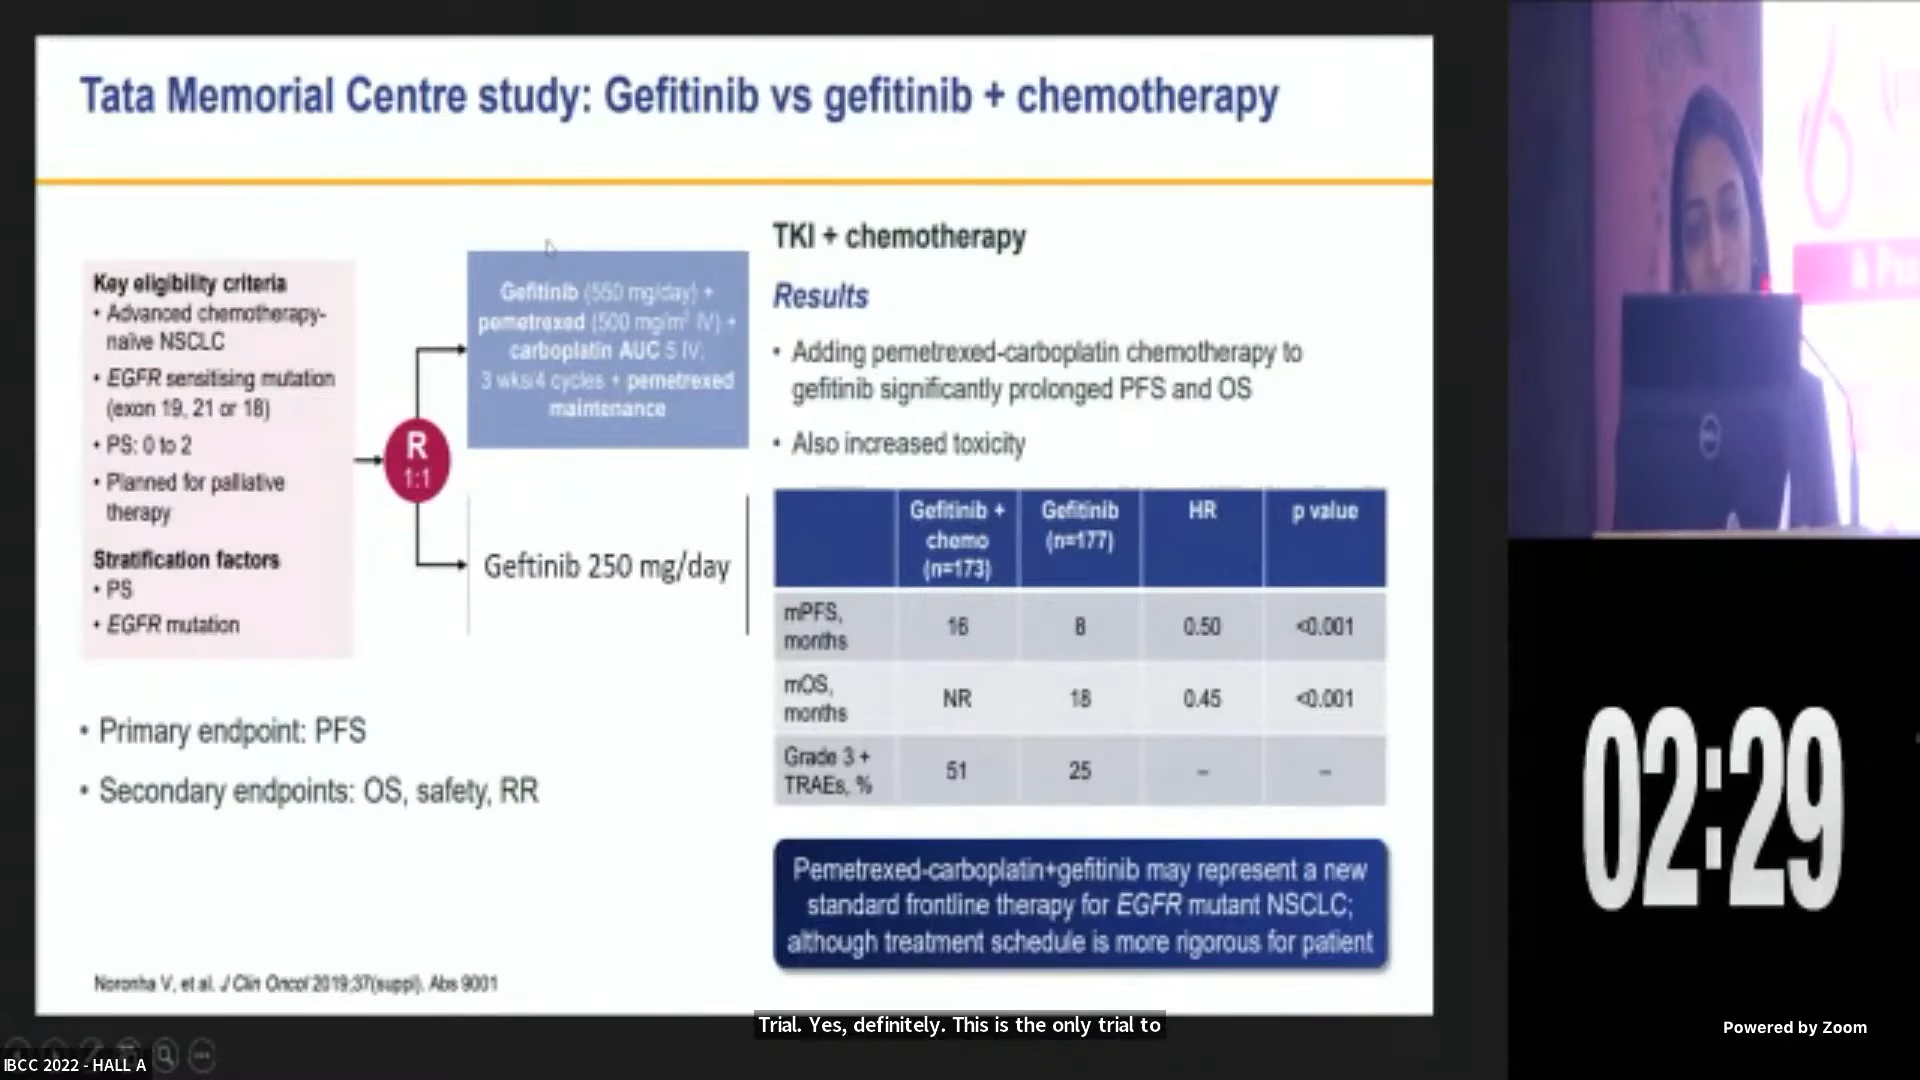 Tata Memorial Centre study: Gefitinib vs gefitinib + chemotherapy
Key eligibility criteria
• Advanced chemotherapy-
naïve NSCLC
• EGFR sensitising mutation
(exon 19, 21 or 18)
• PS: 0 to 2
• Planned for palliative
therapy
Stratification factors
• PS
• EGFR mutation
R
1:1
Gefitinib (550 mg/day) +
pemetrexed (500 mg/m² IV) +
carboplatin AUC 5 IV;
3 wks/4 cycles + pemetrexed
maintenance
Geftinib 250 mg/day
• Primary endpoint: PFS
• Secondary endpoints: OS, safety, RR
TKI + chemotherapy
Results
• Adding pemetrexed-carboplatin chemotherapy to
gefitinib significantly prolonged PFS and OS
• Also increased toxicity
Gefitinib +
chemo
(n=173)
Gefitinib
(n=177)
HR
p value
mPFS,
months
16
8
0.50
<0.001
mOS,
months
NR
18
0.45
<0.001
Grade 3 +
TRAEs, %
51
25
–
–
Pemetrexed-carboplatin+gefitinib may represent a new
standard frontline therapy for EGFR mutant NSCLC;
although treatment schedule is more rigorous for patient
Noronha V, et al. J Clin Oncol 2019;37(suppl). Abs 9001
Trial. Yes, definitely. This is the only trial to
IBCC 2022 - HALL A
02:29
Powered by Zoom